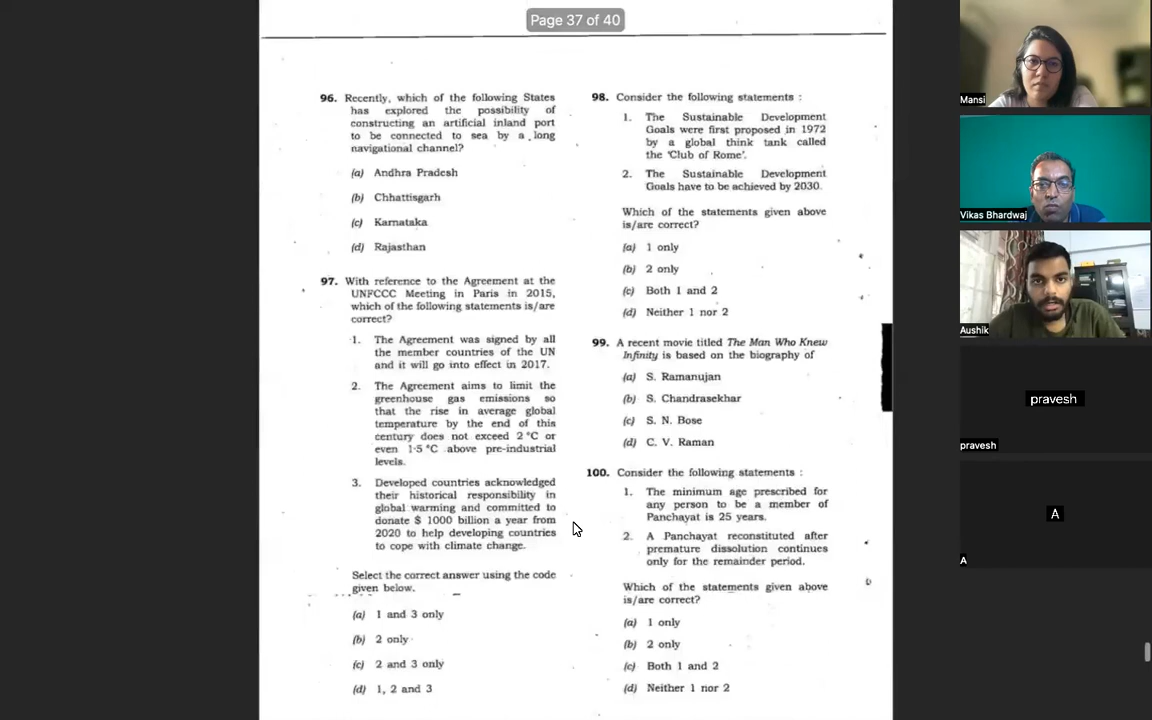 Page 37 of 40
96. Recently, which of the following States
has explored the possibility of
constructing an artificial inland port
to be connected to sea by a long
navigational channel?
(a) Andhra Pradesh
(b) Chhattisgarh
(c) Karnataka
(d) Rajasthan
97. With reference to the Agreement at the
UNFCCC Meeting in Paris in 2015,
which of the following statements is/are
correct?
1. The Agreement was signed by all
the member countries of the UN
and it will go into effect in 2017.
2. The Agreement aims to limit the
greenhouse gas emissions so
that the rise in average global
temperature by the end of this
century does not exceed 2 °C or
even 1·5 °C above pre-industrial
levels.
3. Developed countries acknowledged
their historical responsibility in
global warming and committed to
donate $ 1000 billion a year from
2020 to help developing countries
to cope with climate change.
Select the correct answer using the code
given below.
(a) 1 and 3 only
(b) 2 only
(c) 2 and 3 only
(d) 1, 2 and 3
98. Consider the following statements :
1. The Sustainable Development
Goals were first proposed in 1972
by a global think tank called
the 'Club of Rome'.
2. The Sustainable Development
Goals have to be achieved by 2030.
Which of the statements given above
is/are correct?
(a) 1 only
(b) 2 only
(c) Both 1 and 2
(d) Neither 1 nor 2
99. A recent movie titled The Man Who Knew
Infinity is based on the biography of
(a) S. Ramanujan
(b) S. Chandrasekhar
(c) S. N. Bose
(d) C. V. Raman
100. Consider the following statements :
1. The minimum age prescribed for
any person to be a member of
Panchayat is 25 years.
2. A Panchayat reconstituted after
premature dissolution continues
only for the remainder period.
Which of the statements given above
is/are correct?
(a) 1 only
(b) 2 only
(c) Both 1 and 2
(d) Neither 1 nor 2
Mansi
Vikas Bhardwaj
Aushik
pravesh
pravesh
A
A